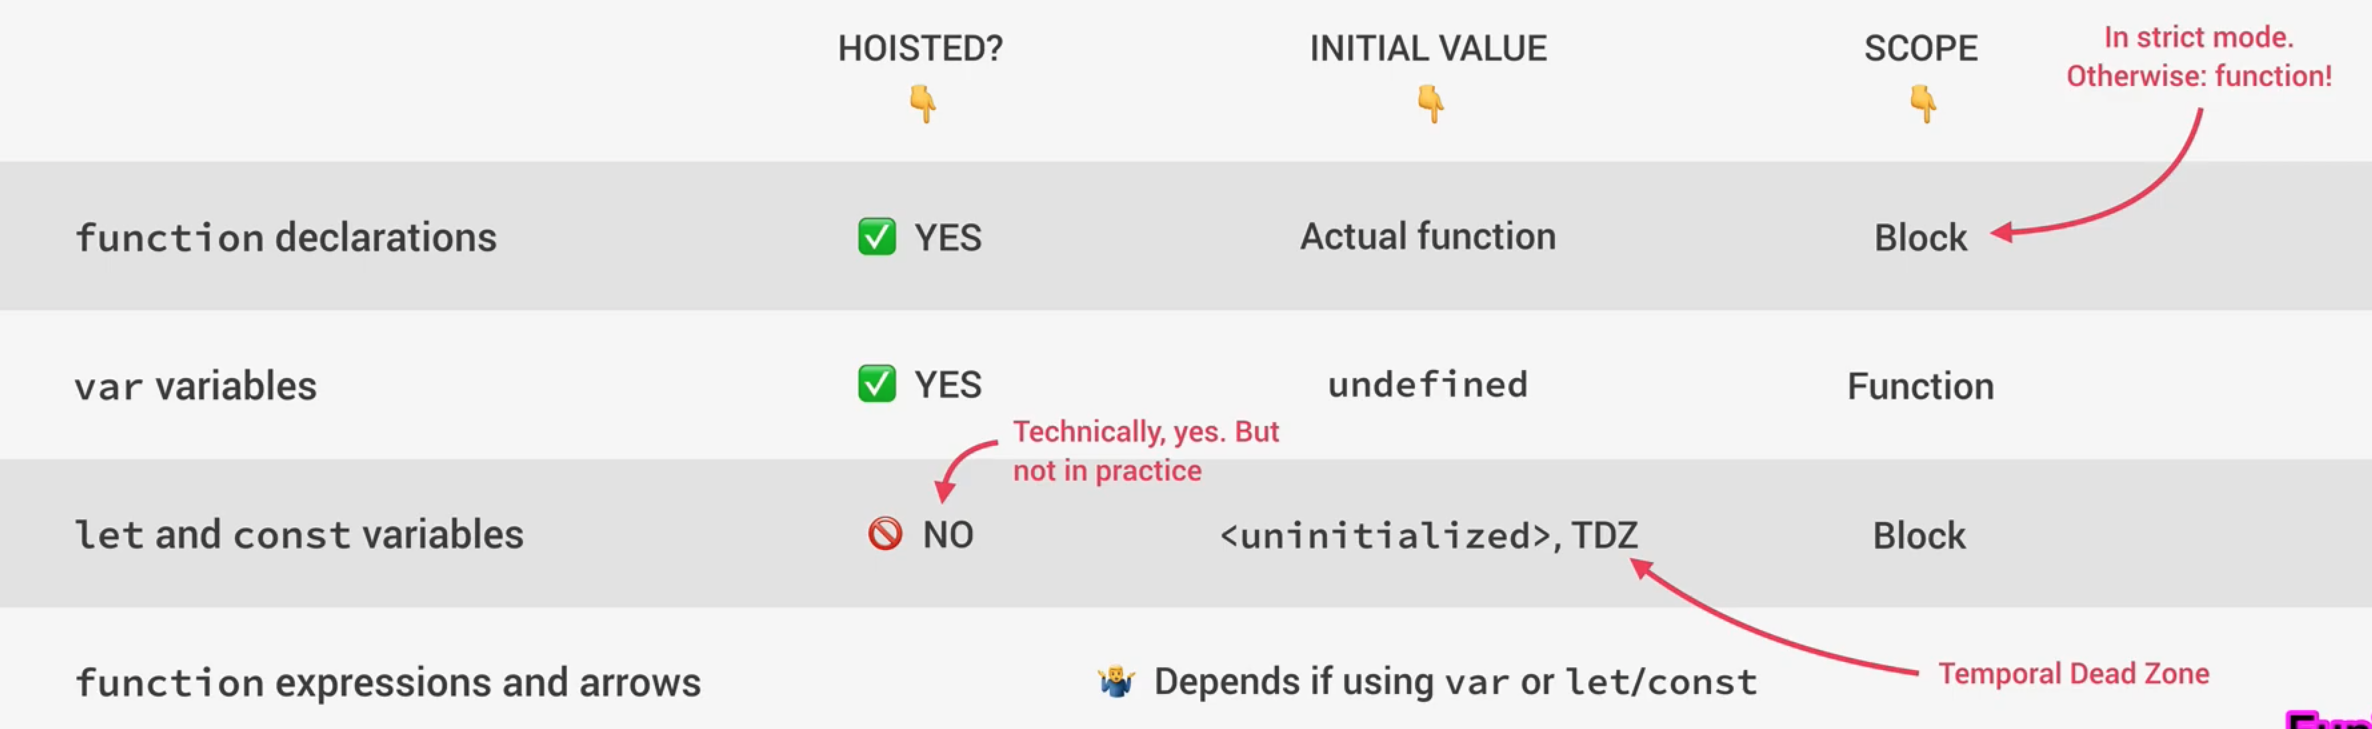 HOISTED?
INITIAL VALUE
SCOPE
In strict mode.
Otherwise: function!
function declarations
YES
Actual function
Block
var variables
YES
undefined
Function
Technically, yes. But
not in practice
let and const variables
NO
<uninitialized>, TDZ
Block
function expressions and arrows
Depends if using var or let/const
Temporal Dead Zone